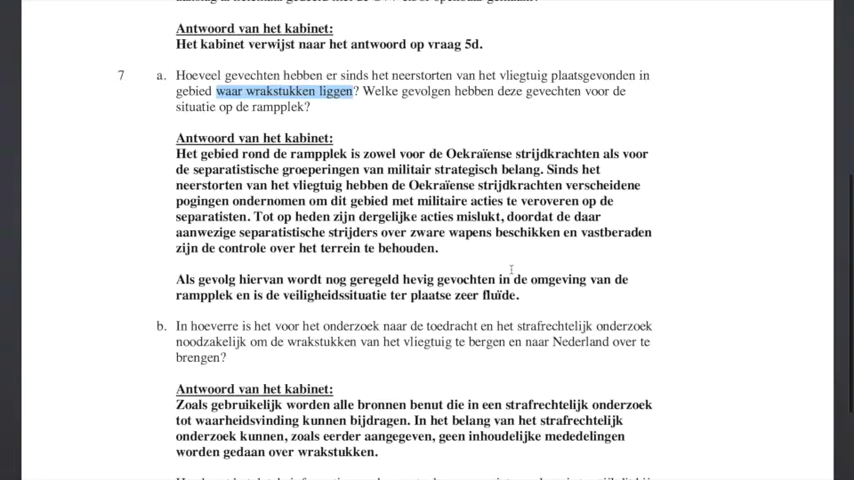 Antwoord van het kabinet:
Het kabinet verwijst naar het antwoord op vraag 5d.
7 a. Hoeveel gevechten hebben er sinds het neerstorten van het vliegtuig plaatsgevonden in
gebied waar wrakstukken liggen? Welke gevolgen hebben deze gevechten voor de
situatie op de rampplek?
Antwoord van het kabinet:
Het gebied rond de rampplek is zowel voor de Oekraïense strijdkrachten als voor
de separatistische groeperingen van militair strategisch belang. Sinds het
neerstorten van het vliegtuig hebben de Oekraïense strijdkrachten verscheidene
pogingen ondernomen om dit gebied met militaire acties te veroveren op de
separatisten. Tot op heden zijn dergelijke acties mislukt, doordat de daar
aanwezige separatistische strijders over zware wapens beschikken en vastberaden
zijn de controle over het terrein te behouden.
Als gevolg hiervan wordt nog geregeld hevig gevochten in de omgeving van de
rampplek en is de veiligheidssituatie ter plaatse zeer fluïde.
b. In hoeverre is het voor het onderzoek naar de toedracht en het strafrechtelijk onderzoek
noodzakelijk om de wrakstukken van het vliegtuig te bergen en naar Nederland over te
brengen?
Antwoord van het kabinet:
Zoals gebruikelijk worden alle bronnen benut die in een strafrechtelijk onderzoek
tot waarheidsvinding kunnen bijdragen. In het belang van het strafrechtelijk
onderzoek kunnen, zoals eerder aangegeven, geen inhoudelijke mededelingen
worden gedaan over wrakstukken.